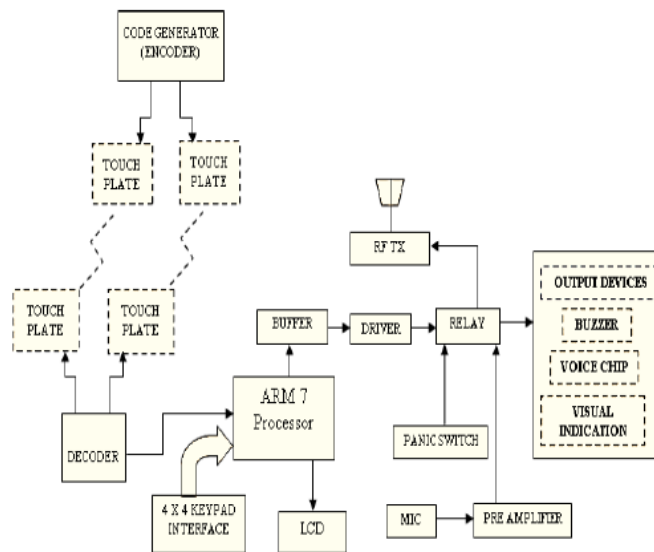 CODE GENERATOR
(ENCODER)
TOUCH
PLATE
TOUCH
PLATE
TOUCH
PLATE
TOUCH
PLATE
RF TX
BUFFER
DRIVER
RELAY
OUTPUT DEVICES
BUZZER
VOICE CHIP
VISUAL
INDICATION
DECODER
ARM 7
Processor
PANIC SWITCH
4 X 4 KEYPAD
INTERFACE
LCD
MIC
PRE AMPLIFIER